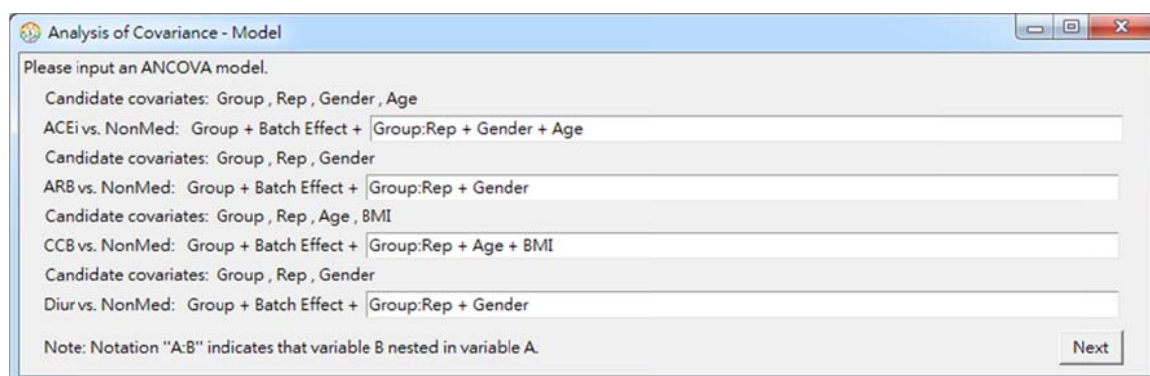 Analysis of Covariance - Model
Please input an ANCOVA model.
Candidate covariates: Group , Rep , Gender , Age
ACEi vs. NonMed: Group + Batch Effect + Group:Rep + Gender + Age
Candidate covariates: Group , Rep , Gender
ARB vs. NonMed: Group + Batch Effect + Group:Rep + Gender
Candidate covariates: Group , Rep , Age , BMI
CCB vs. NonMed: Group + Batch Effect + Group:Rep + Age + BMI
Candidate covariates: Group , Rep , Gender
Diur vs. NonMed: Group + Batch Effect + Group:Rep + Gender
Note: Notation "A:B" indicates that variable B nested in variable A.
Next